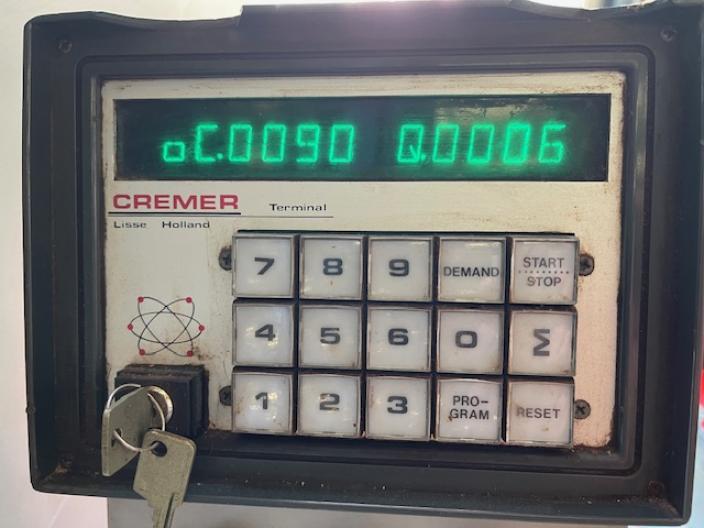 oC.0090 Q.0006
CREMER Terminal
Lisse Holland
7 8 9 DEMAND START
STOP
4 5 6 0 Σ
1 2 3 PRO-
GRAM RESET